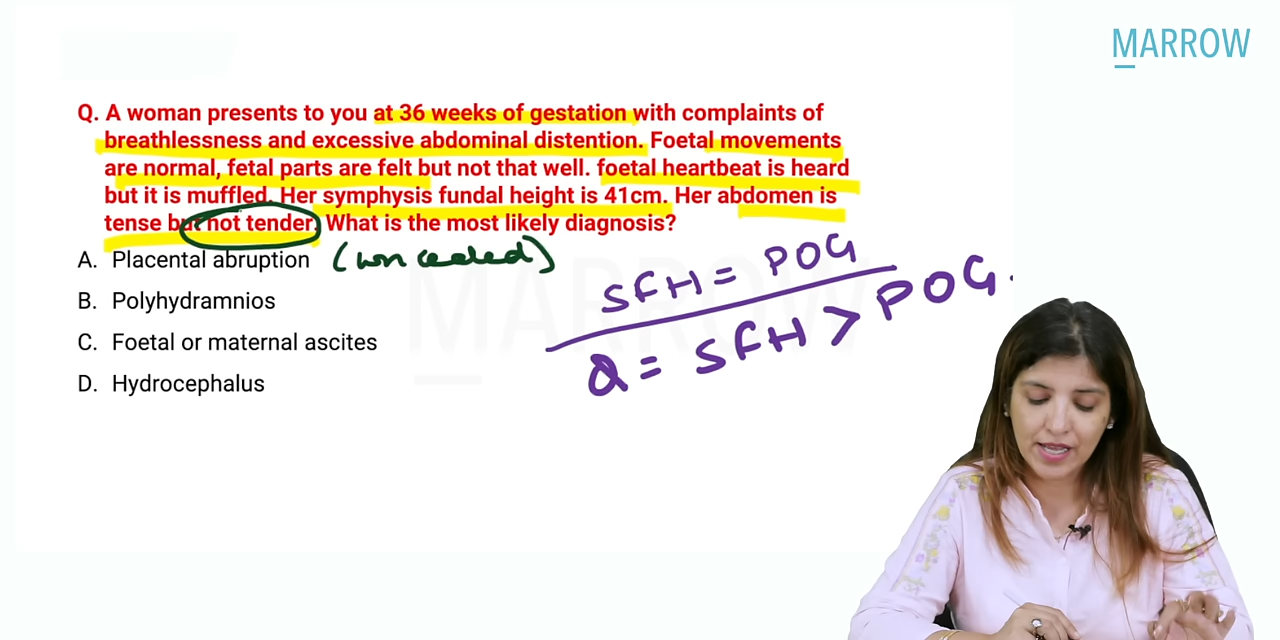 MARROW
Q. A woman presents to you at 36 weeks of gestation with complaints of
breathlessness and excessive abdominal distention. Foetal movements
are normal, fetal parts are felt but not that well. foetal heartbeat is heard
but it is muffled. Her symphysis fundal height is 41cm. Her abdomen is
tense but not tender. What is the most likely diagnosis?
A. Placental abruption (concealed)
B. Polyhydramnios
C. Foetal or maternal ascites
D. Hydrocephalus
SFH = POG
Q = SFH > POG.
MARROW